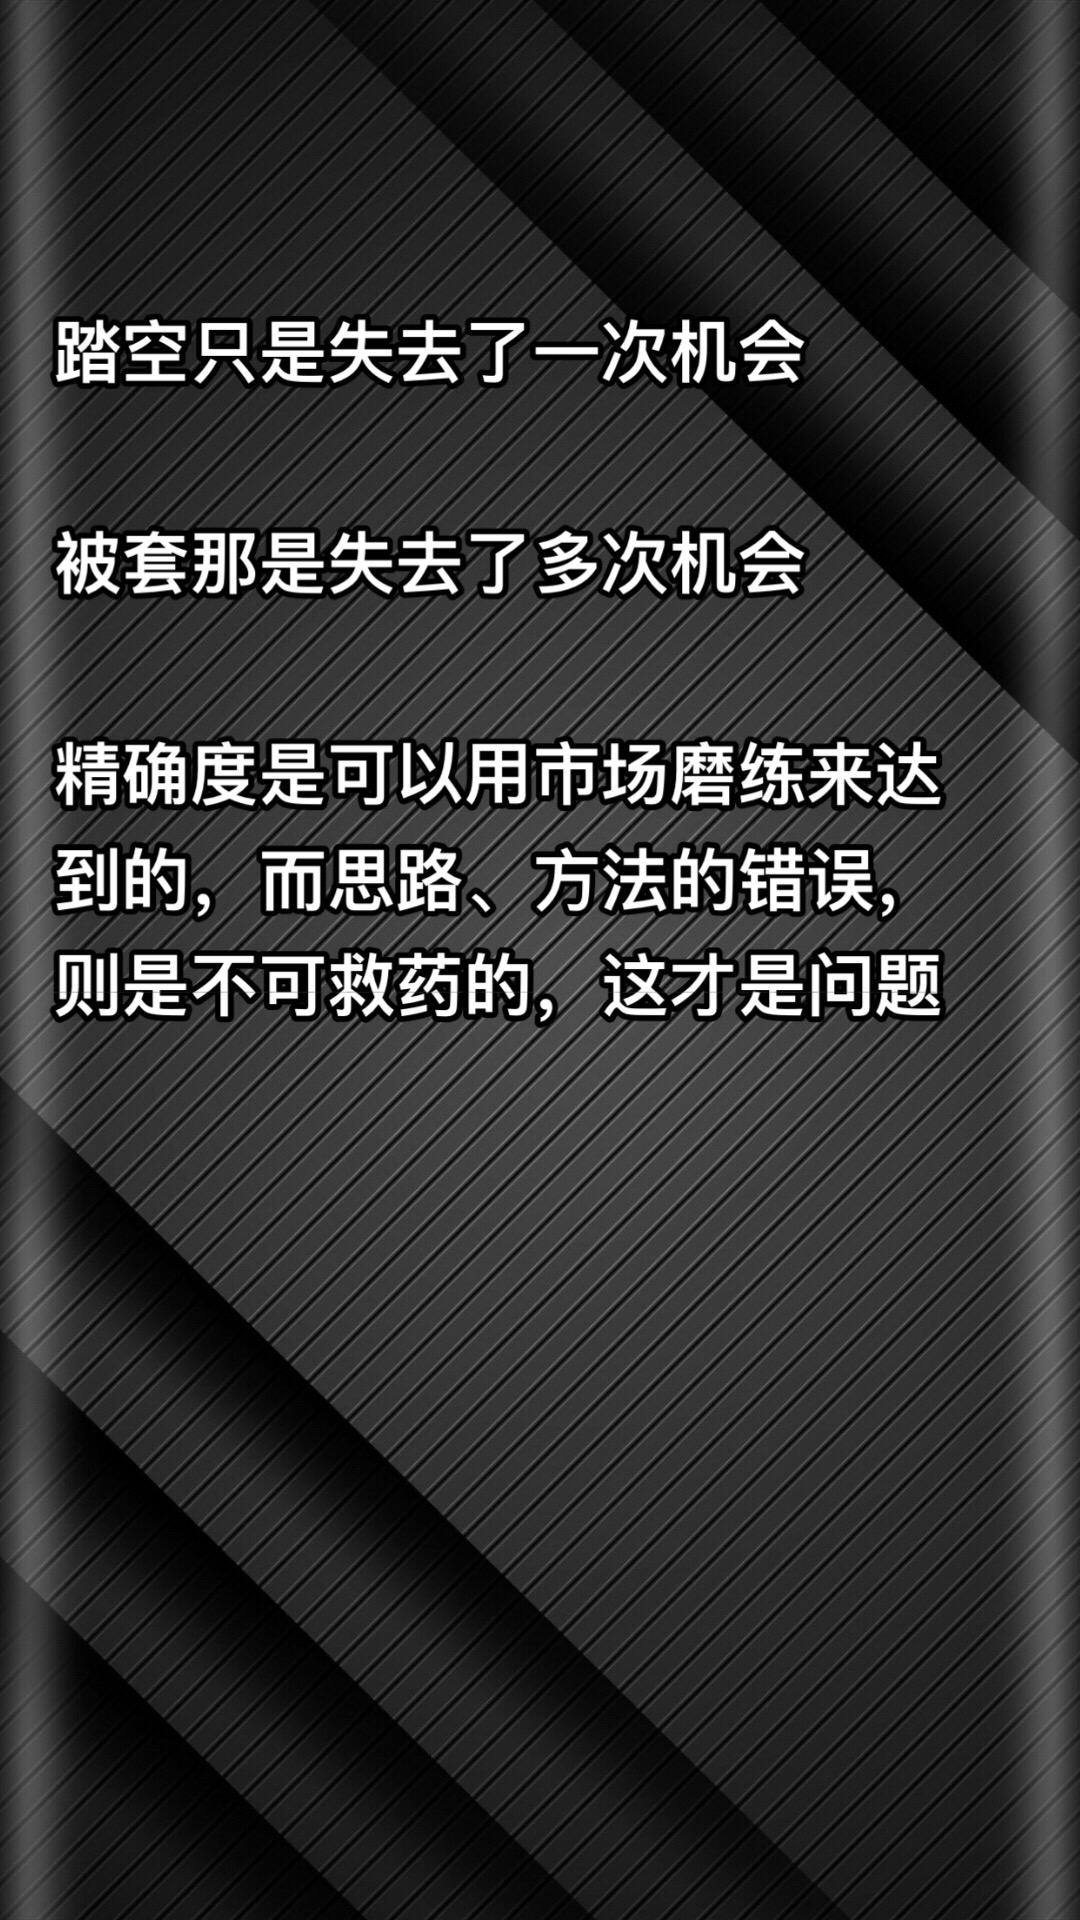 踏空只是失去了一次机会
被套那是失去了多次机会
精确度是可以用市场磨练来达
到的，而思路、方法的错误，
则是不可救药的，这才是问题